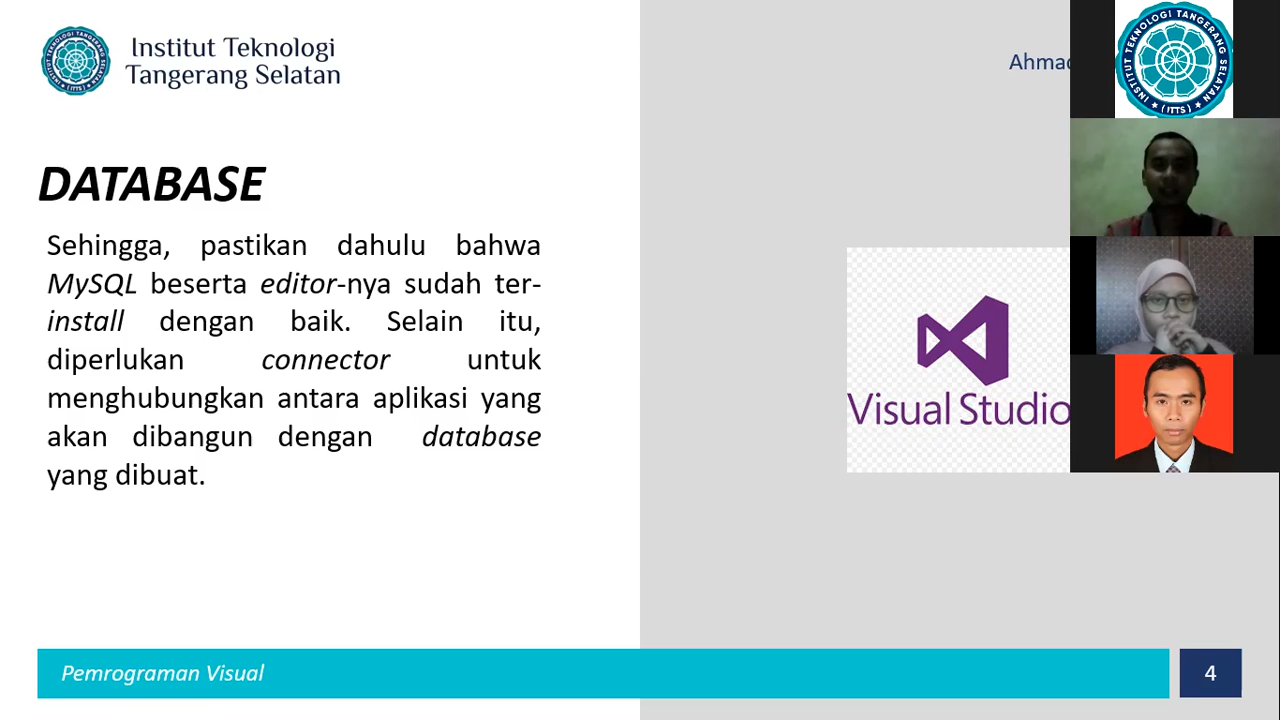 Institut Teknologi
Tangerang Selatan
DATABASE
Sehingga, pastikan dahulu bahwa
MySQL beserta editor-nya sudah ter-
install dengan baik. Selain itu,
diperlukan connector untuk
menghubungkan antara aplikasi yang
akan dibangun dengan database
yang dibuat.
Visual Studio
INSTITUT TEKNOLOGI TANGERANG SELATAN
(ITTS)
Pemrograman Visual
4